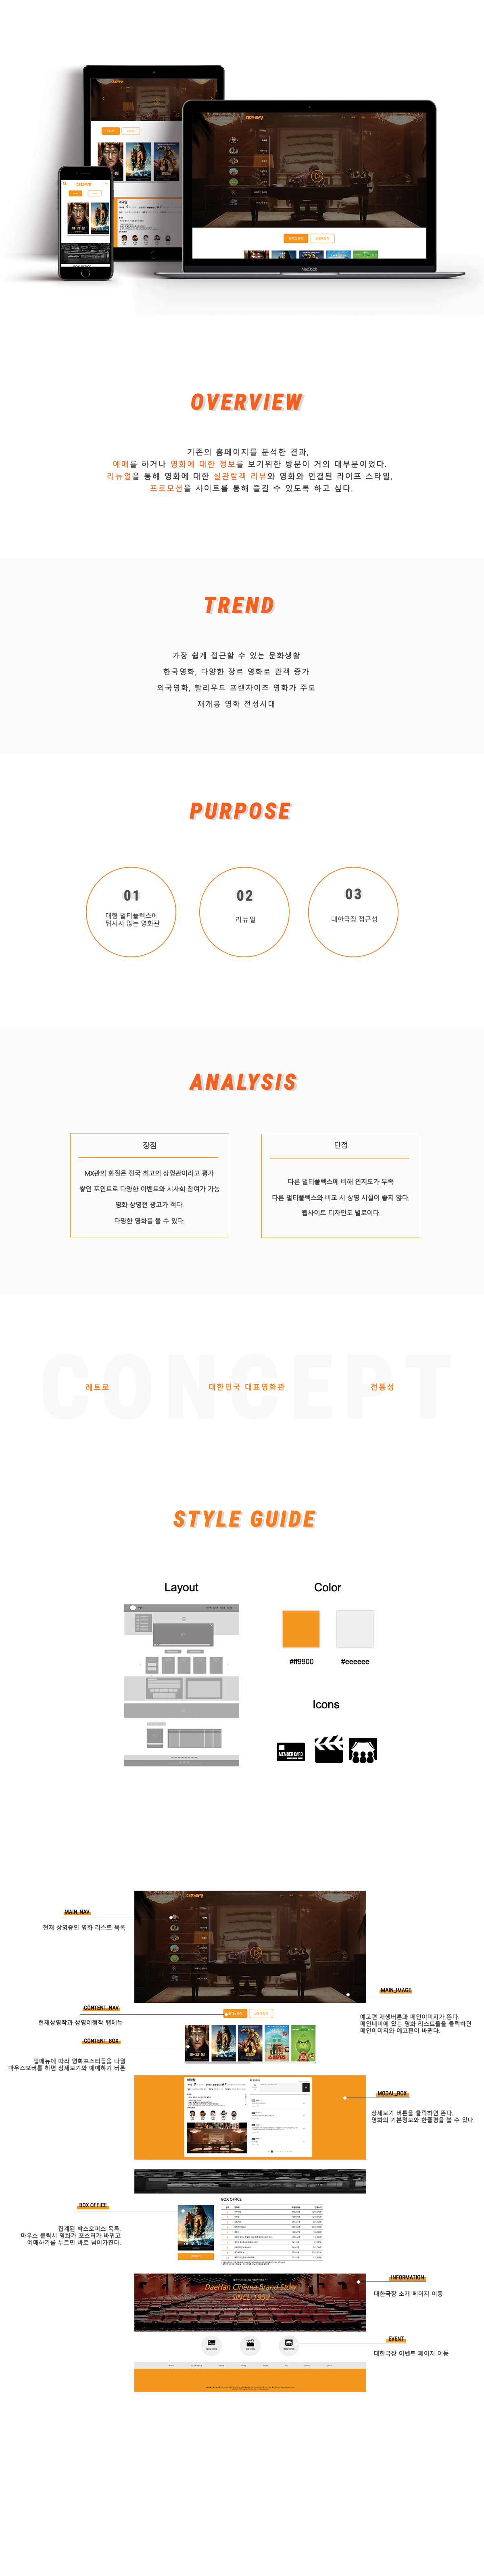 대한극장
MacBook
OVERVIEW
기존의 홈페이지를 분석한 결과,
예매를 하거나 영화에 대한 정보를 보기위한 방문이 거의 대부분이었다.
리뉴얼을 통해 영화에 대한 실관람객 리뷰와 영화와 연결된 라이프 스타일,
프로모션을 사이트를 통해 즐길 수 있도록 하고 싶다.
TREND
가장 쉽게 접근할 수 있는 문화생활
한국영화, 다양한 장르 영화로 관객 증가
외국영화, 할리우드 프랜차이즈 영화가 주도
재개봉 영화 전성시대
PURPOSE
01
대형 멀티플렉스에
뒤지지 않는 영화관
02
리뉴얼
03
대한극장 접근성
ANALYSIS
장점
MX관의 화질은 전국 최고의 상영관이라고 평가
쌓인 포인트로 다양한 이벤트와 시사회 참여가 가능
영화 상영전 광고가 적다.
다양한 영화를 볼 수 있다.
단점
다른 멀티플렉스에 비해 인지도가 부족
다른 멀티플렉스와 비교 시 상영 시설이 좋지 않다.
웹사이트 디자인도 별로이다.
CONCEPT
레트로
대한민국 대표영화관
전통성
STYLE GUIDE
Layout
Color
#ff9900
#eeeeee
Icons
MEMBER CARD
대한극장
MAIN_NAV
현재 상영중인 영화 리스트 목록
MAIN_IMAGE
예고편 재생버튼과 메인이미지가 뜬다.
메인네비에 있는 영화 리스트들을 클릭하면
메인이미지와 예고편이 바뀐다.
CONTENT_NAV
현재상영작과 상영예정작 탭메뉴
CONTENT_BOX
탭메뉴에 따라 영화포스터들을 나열
마우스오버를 하면 상세보기와 예매하기 버튼
MODAL_BOX
상세보기 버튼을 클릭하면 뜬다.
영화의 기본정보와 한줄평을 볼 수 있다.
BOX OFFICE
집계된 박스오피스 목록.
마우스 클릭시 영화가 포스터가 바뀌고
예매하기를 누르면 바로 넘어가진다.
BOX OFFICE
DaeHan Cinema Brand Story
SINCE 1958
INFORMATION
대한극장 소개 페이지 이동
EVENT
대한극장 이벤트 페이지 이동